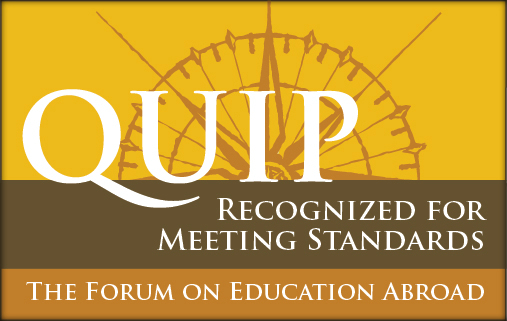 QUIP
Recognized for
Meeting Standards
The Forum on Education Abroad